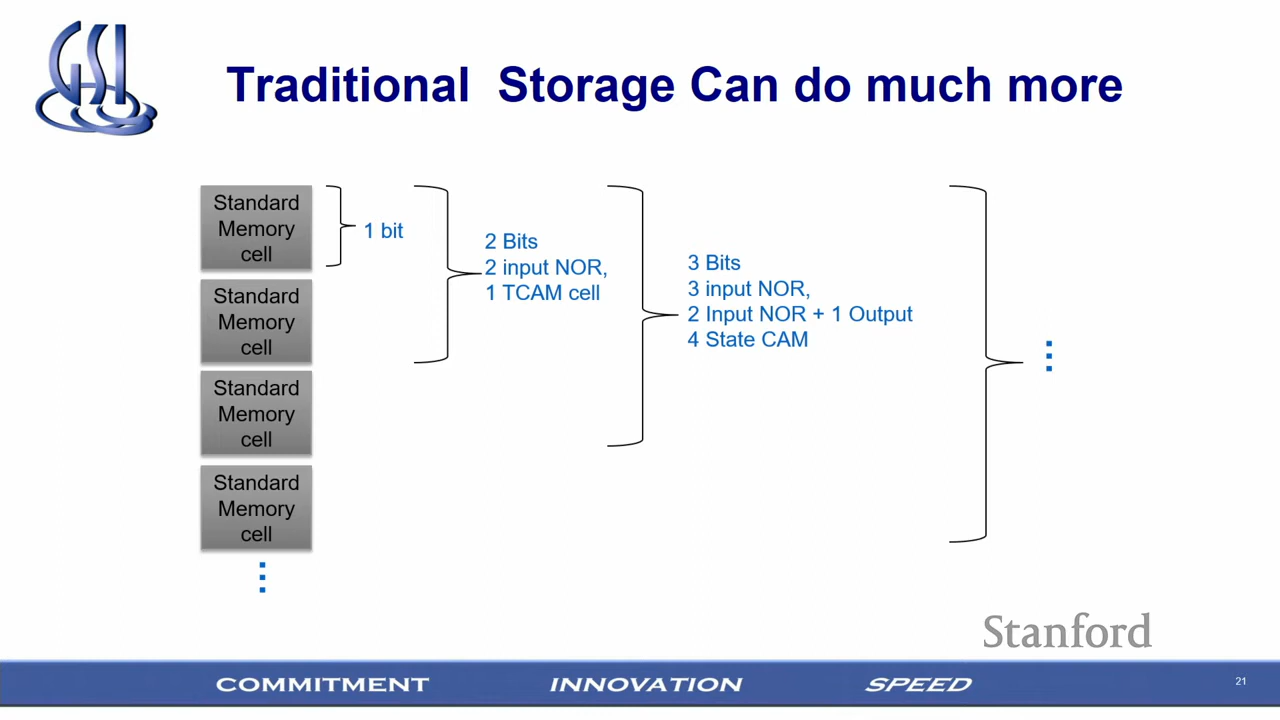 GSI
Traditional Storage Can do much more
Standard
Memory
cell
1 bit
Standard
Memory
cell
Standard
Memory
cell
Standard
Memory
cell
2 Bits
2 input NOR,
1 TCAM cell
3 Bits
3 input NOR,
2 Input NOR + 1 Output
4 State CAM
Stanford
COMMITMENT INNOVATION SPEED
21